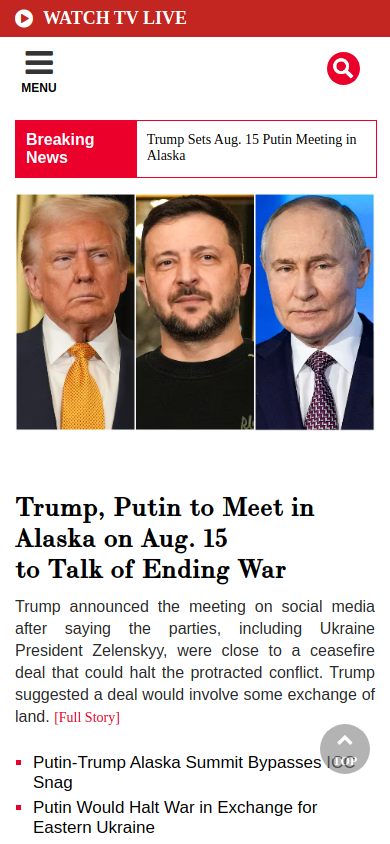 WATCH TV LIVE
MENU
Breaking
News
Trump Sets Aug. 15 Putin Meeting in
Alaska
Trump, Putin to Meet in
Alaska on Aug. 15
to Talk of Ending War
Trump announced the meeting on social media
after saying the parties, including Ukraine
President Zelenskyy, were close to a ceasefire
deal that could halt the protracted conflict. Trump
suggested a deal would involve some exchange of
land. [Full Story]
TOP
Putin-Trump Alaska Summit Bypasses ICC
Snag
Putin Would Halt War in Exchange for
Eastern Ukraine